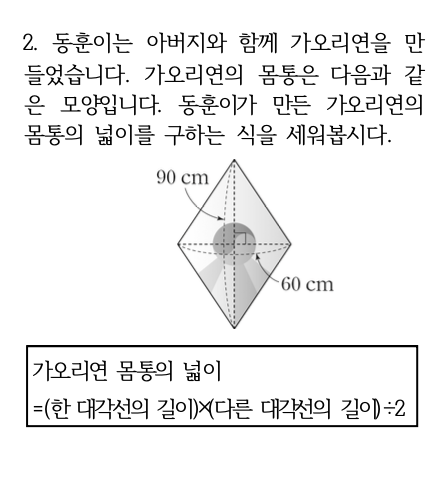 2. 동훈이는 아버지와 함께 가오리연을 만
들었습니다. 가오리연의 몸통은 다음과 같
은 모양입니다. 동훈이가 만든 가오리연의
몸통의 넓이를 구하는 식을 세워봅시다.
90 cm
60 cm
가오리연 몸통의 넓이
=(한 대각선의 길이)×(다른 대각선의 길이)÷2